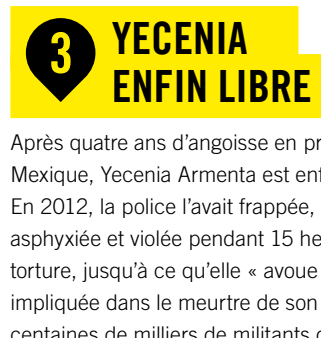 3
YECENIA
ENFIN LIBRE
Après quatre ans d'angoisse en
Mexique, Yecenia Armenta est
En 2012, la police l'avait frappée,
asphyxiée et violée pendant 15
torture, jusqu'à ce qu'elle « avoue
impliquée dans le meurtre de son
centaines de milliers de militants